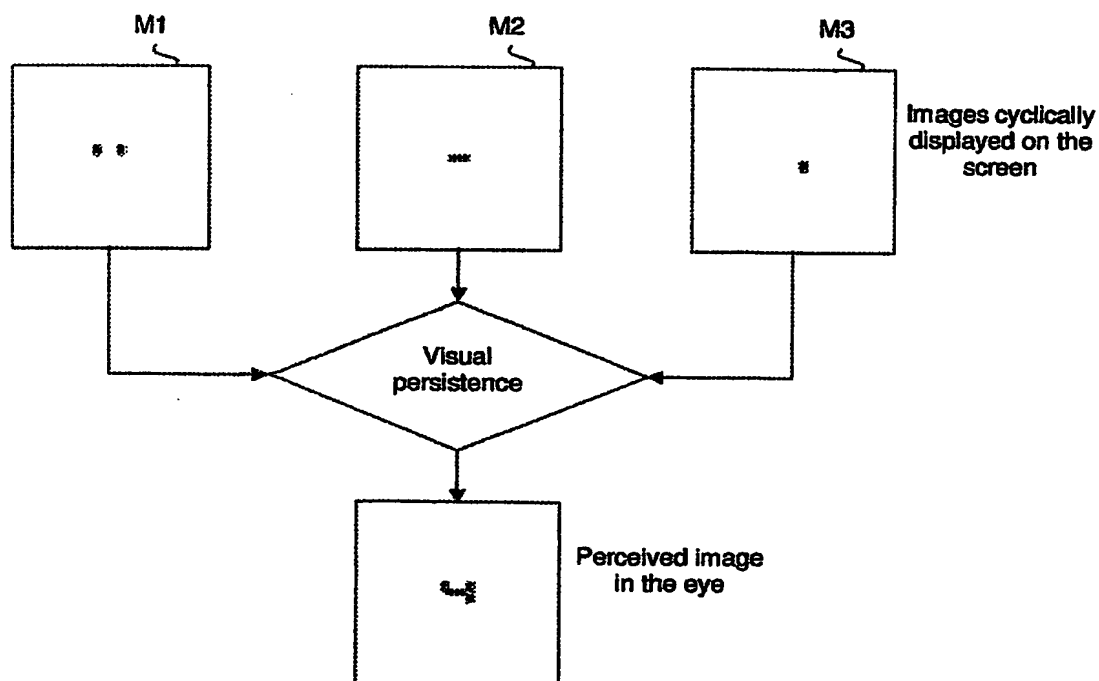 M1
M2
M3
Images cyclically
displayed on the
screen
Visual
persistence
Perceived image
in the eye